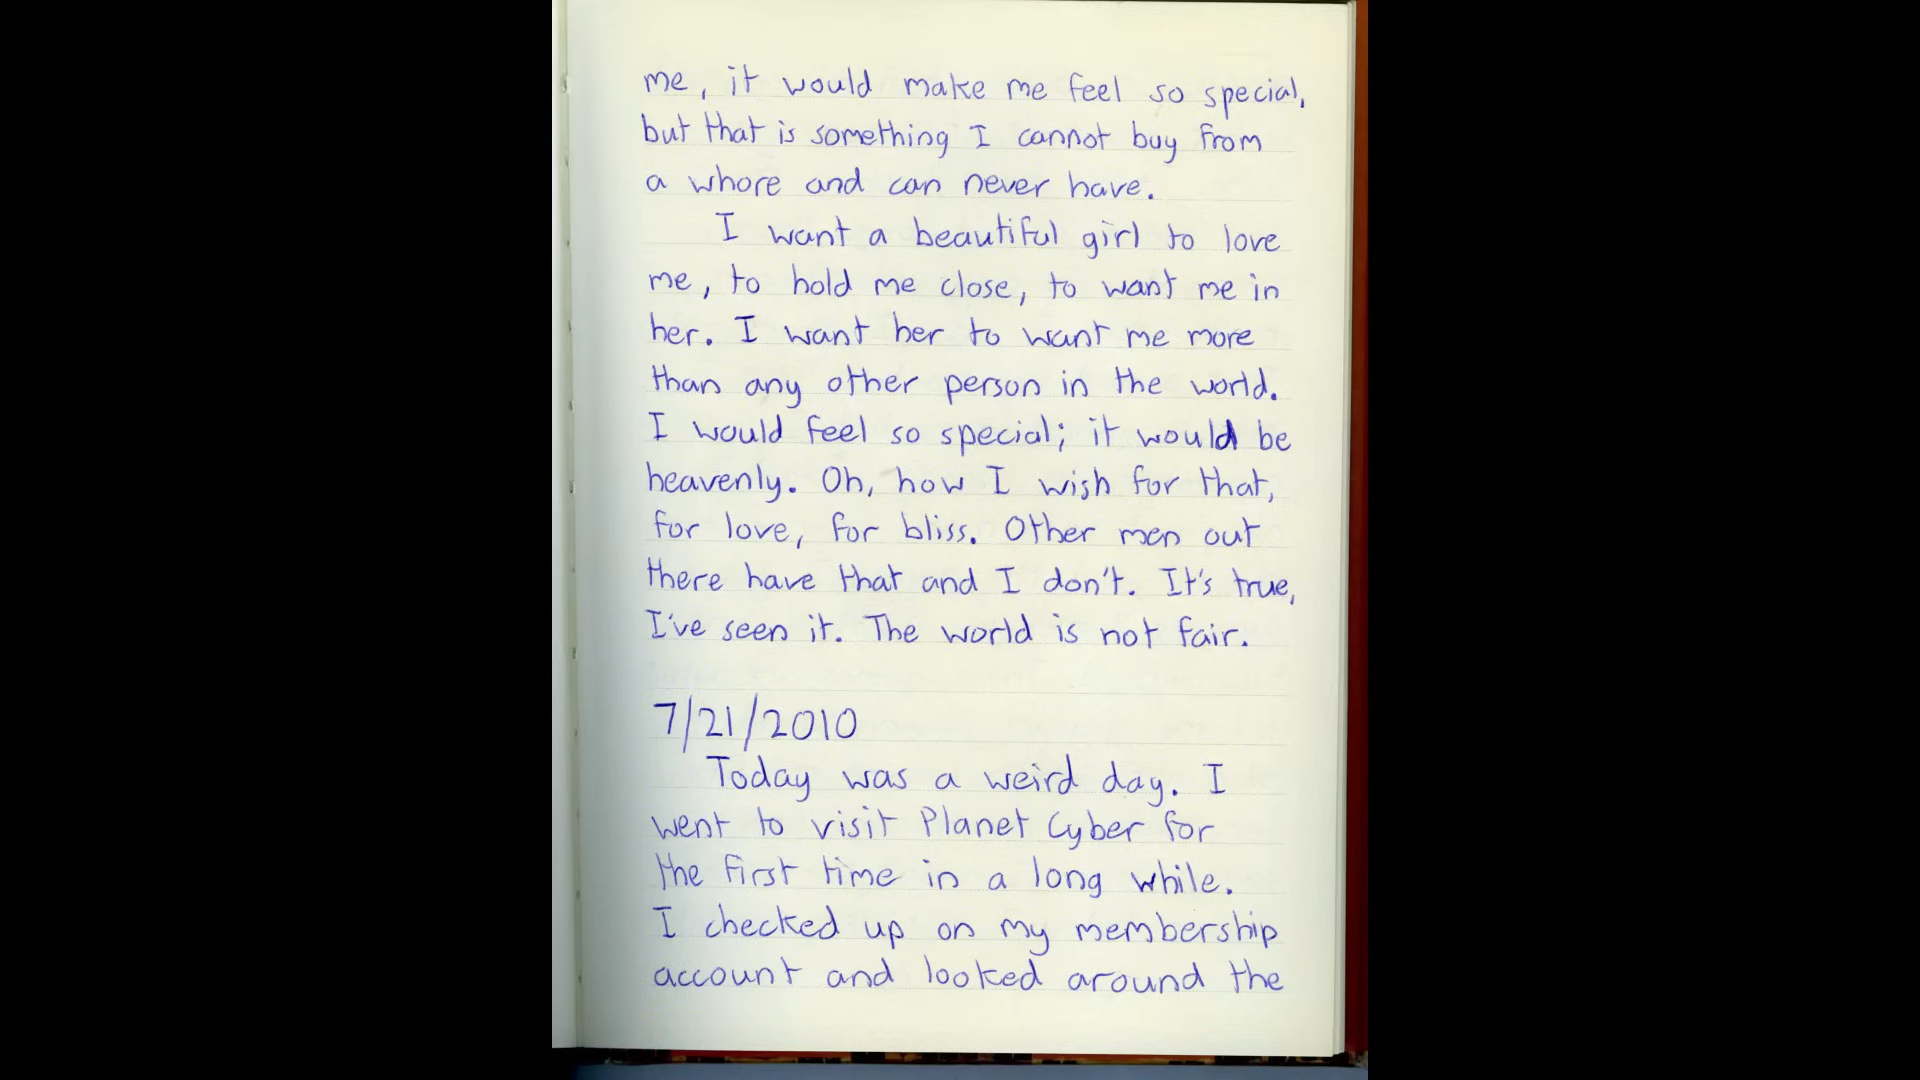 me, it would make me feel so special,
but that is something I cannot buy from
a whore and can never have.
I want a beautiful girl to love
me, to hold me close, to want me in
her. I want her to want me more
than any other person in the world.
I would feel so special; it would be
heavenly. Oh, how I wish for that,
for love, for bliss. Other men out
there have that and I don't. It's true,
I've seen it. The world is not fair.
7/21/2010
Today was a weird day. I
went to visit Planet Cyber for
the first time in a long while.
I checked up on my membership
account and looked around the